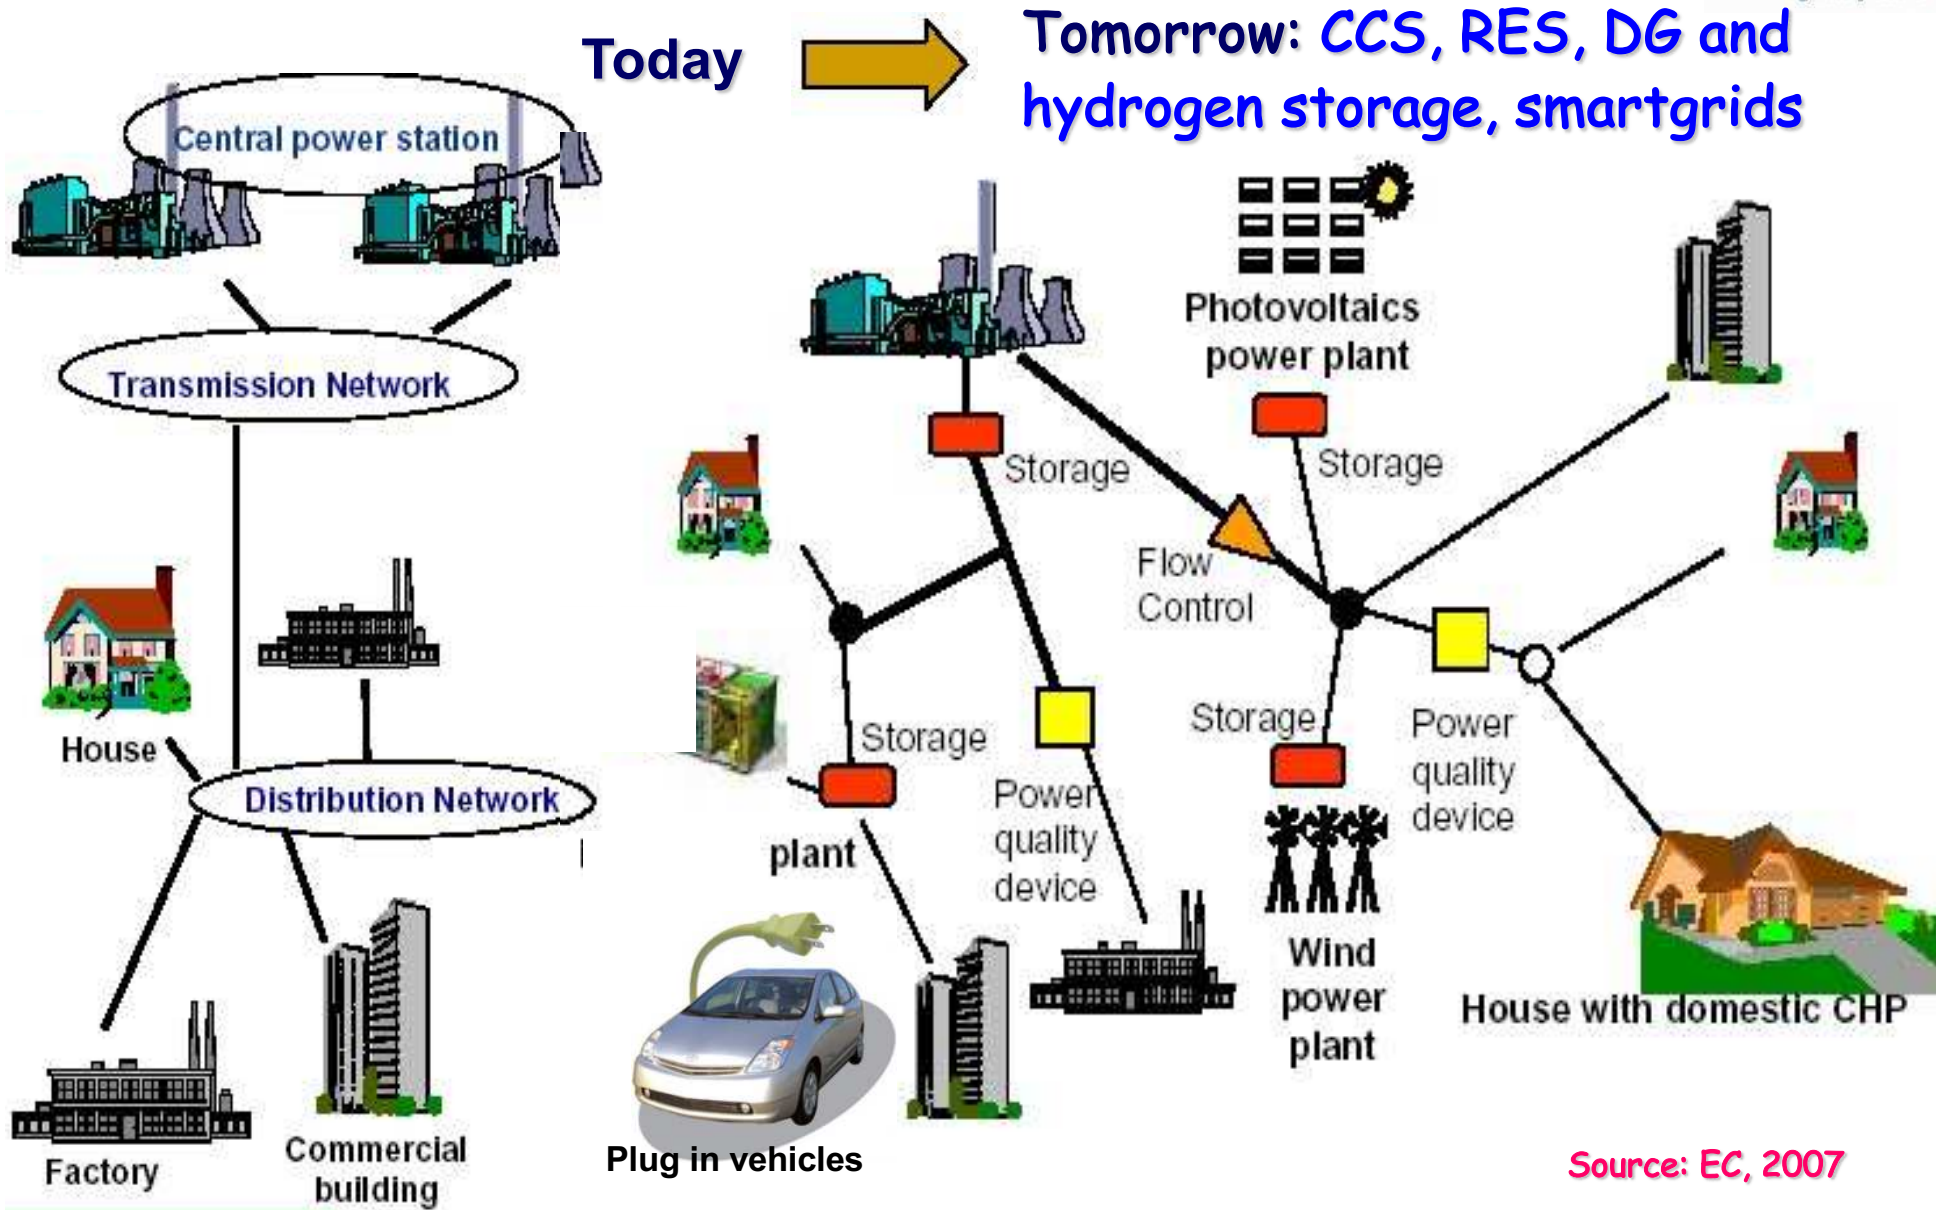 Today
Tomorrow: CCS, RES, DG and
hydrogen storage, smartgrids
Central power station
Transmission Network
House
Distribution Network
Factory
Commercial
building
Photovoltaics
power plant
Storage
Storage
Flow
Control
Storage
Storage
Power
quality
device
Power
quality
device
plant
Wind
power
plant
House with domestic CHP
Plug in vehicles
Source: EC, 2007